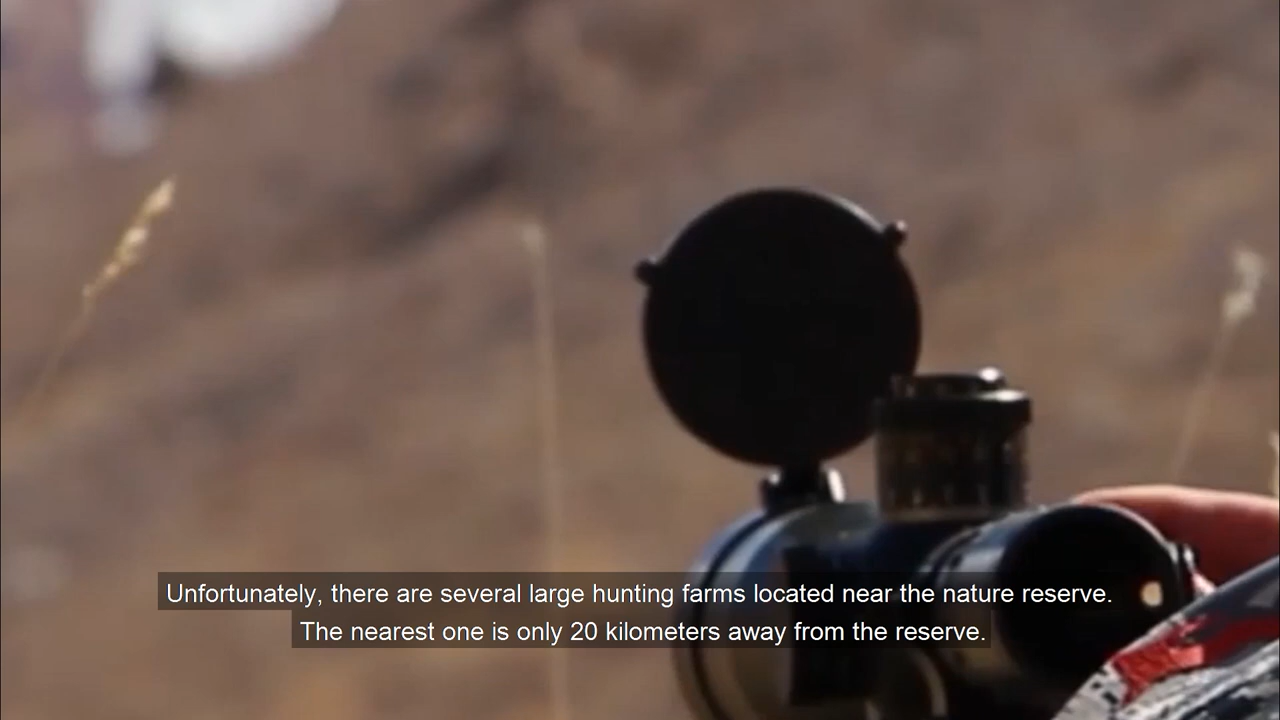 Unfortunately, there are several large hunting farms located near the nature reserve.
The nearest one is only 20 kilometers away from the reserve.